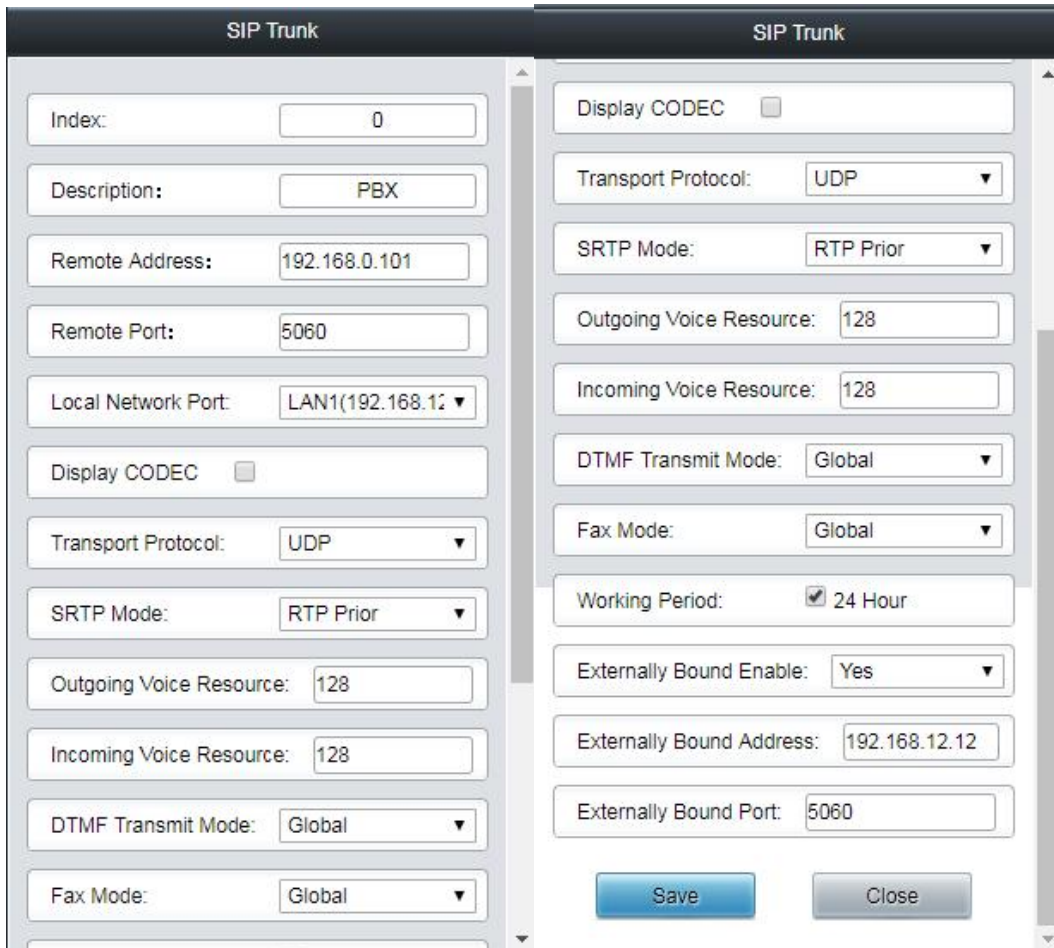 SIP Trunk
Index: 0
Description: PBX
Remote Address: 192.168.0.101
Remote Port: 5060
Local Network Port: LAN1(192.168.12
Display CODEC
Transport Protocol: UDP
SRTP Mode: RTP Prior
Outgoing Voice Resource: 128
Incoming Voice Resource: 128
DTMF Transmit Mode: Global
Fax Mode: Global
SIP Trunk
Display CODEC
Transport Protocol: UDP
SRTP Mode: RTP Prior
Outgoing Voice Resource: 128
Incoming Voice Resource: 128
DTMF Transmit Mode: Global
Fax Mode: Global
Working Period: 24 Hour
Externally Bound Enable: Yes
Externally Bound Address: 192.168.12.12
Externally Bound Port: 5060
Save Close